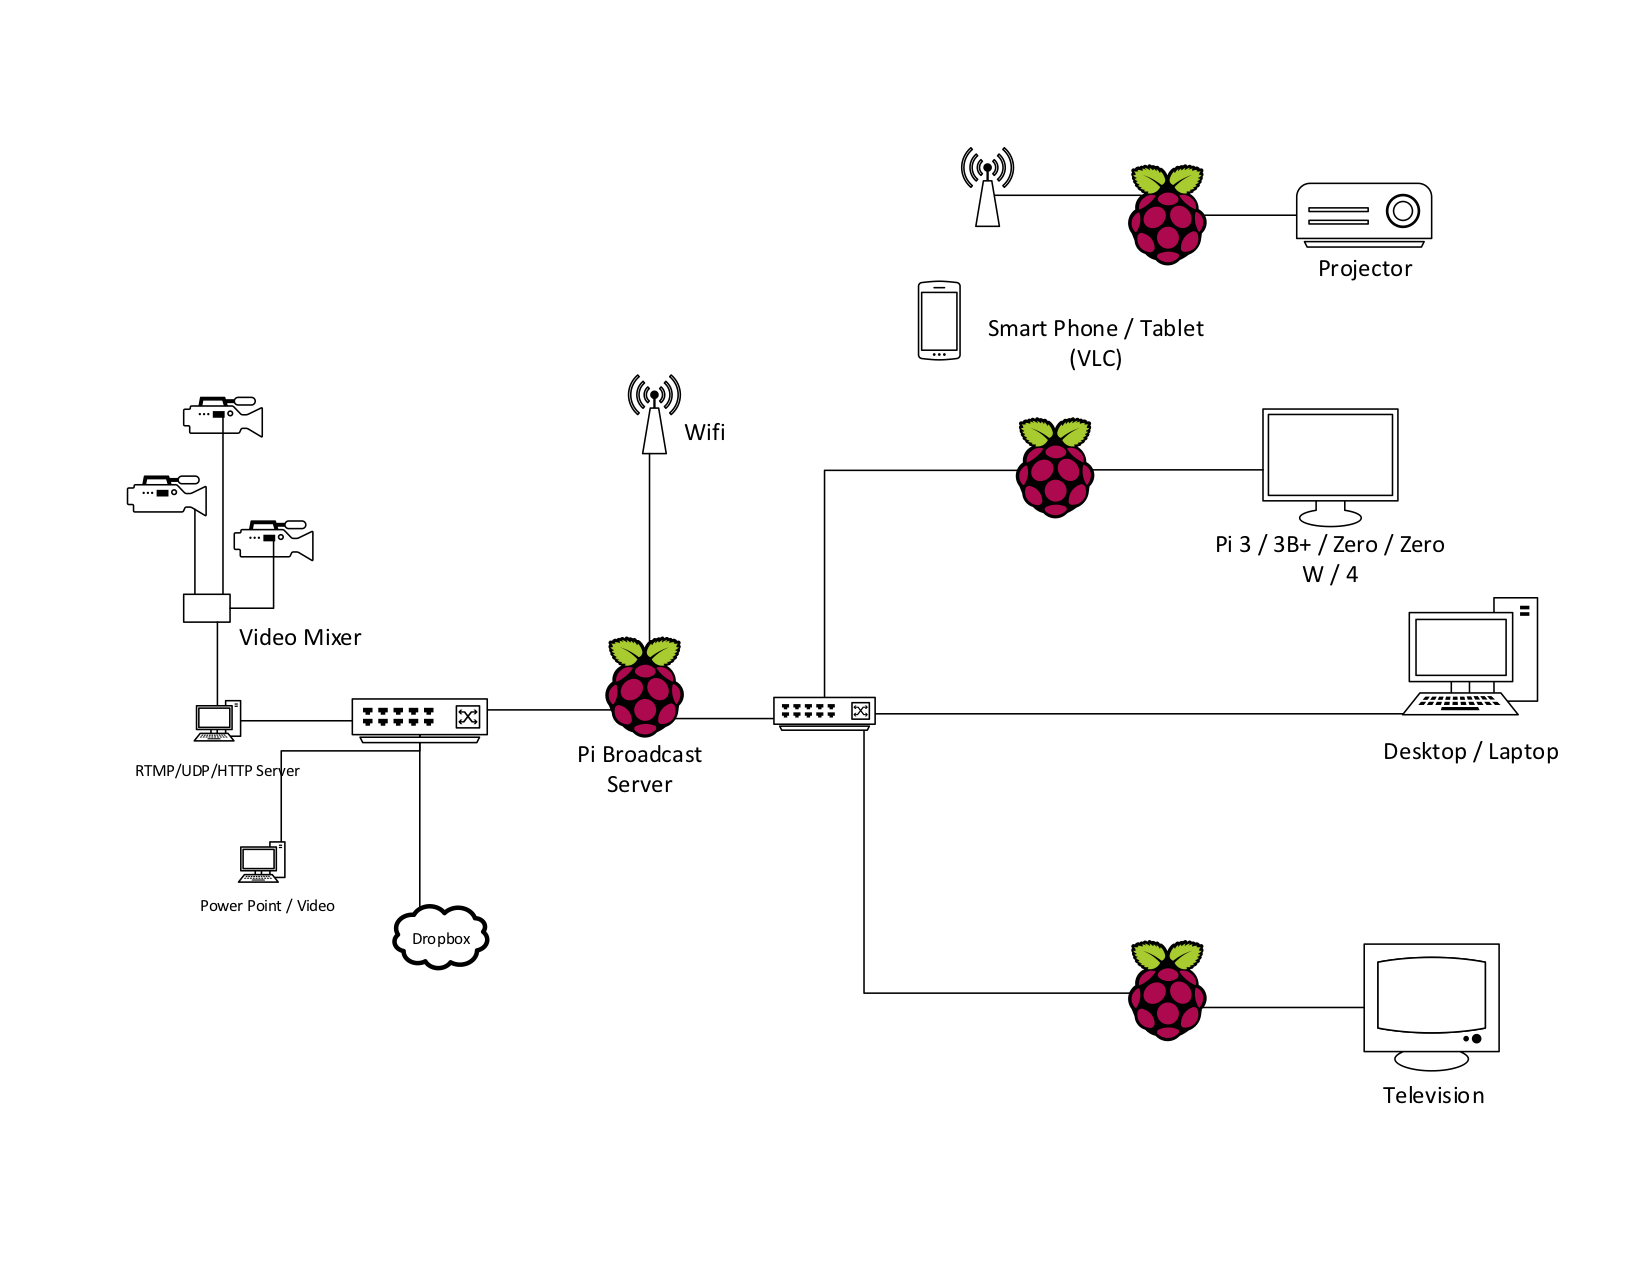 Projector
Smart Phone / Tablet
(VLC)
Wifi
Pi 3 / 3B+ / Zero / Zero
W / 4
Video Mixer
Pi Broadcast
Server
Desktop / Laptop
RTMP/UDP/HTTP Server
Power Point / Video
Dropbox
Television